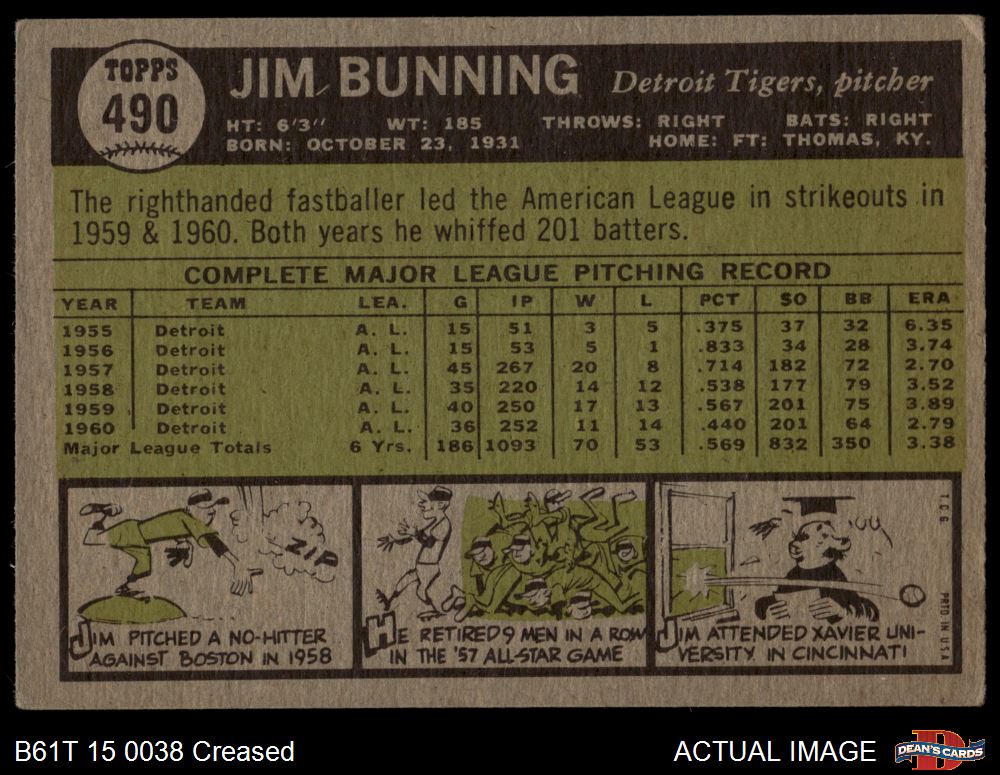 TOPPS
490
JIM BUNNING Detroit Tigers, pitcher
HT: 6'3" WT: 185 THROWS: RIGHT BATS: RIGHT
BORN: OCTOBER 23, 1931 HOME: FT: THOMAS, KY.
The righthanded fastballer led the American League in strikeouts in
1959 & 1960. Both years he whiffed 201 batters.
COMPLETE MAJOR LEAGUE PITCHING RECORD
YEAR TEAM LEA. G IP W L PCT SO BB ERA
1955 Detroit A. L. 15 51 3 5 .375 37 32 6.35
1956 Detroit A. L. 15 53 5 1 .833 34 28 3.74
1957 Detroit A. L. 45 267 20 8 .714 182 72 2.70
1958 Detroit A. L. 35 220 14 12 .538 177 79 3.52
1959 Detroit A. L. 40 250 17 13 .567 201 75 3.89
1960 Detroit A. L. 36 252 11 14 .440 201 64 2.79
Major League Totals 6 Yrs. 186 1093 70 53 .569 832 350 3.38
ZIP
JIM PITCHED A NO-HITTER
AGAINST BOSTON IN 1958
HE RETIRED 9 MEN IN A ROW
IN THE '57 ALL-STAR GAME
JIM ATTENDED XAVIER UNI-
VERSITY IN CINCINNATI
T.C.G. PRTD IN U.S.A.
B61T 15 0038 Creased
ACTUAL IMAGE
D
DEAN'S CARDS